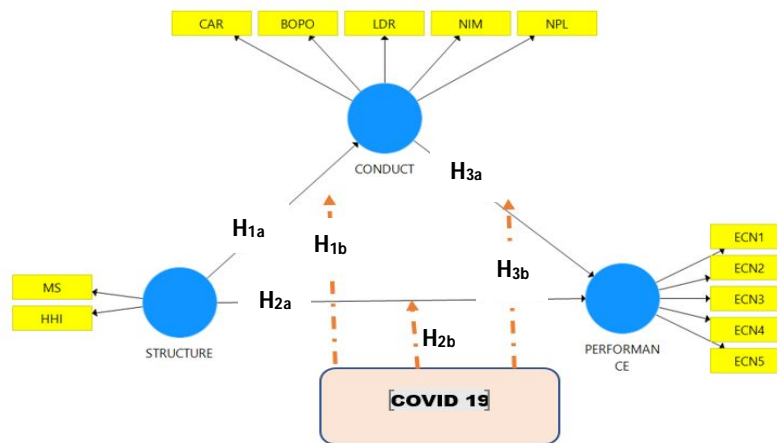 CAR
BOPO
LDR
NIM
NPL
CONDUCT
H3a
H1a
H1b
H3b
ECN1
ECN2
ECN3
ECN4
ECN5
MS
HHI
H2a
H2b
STRUCTURE
PERFORMAN
CE
[COVID 19]